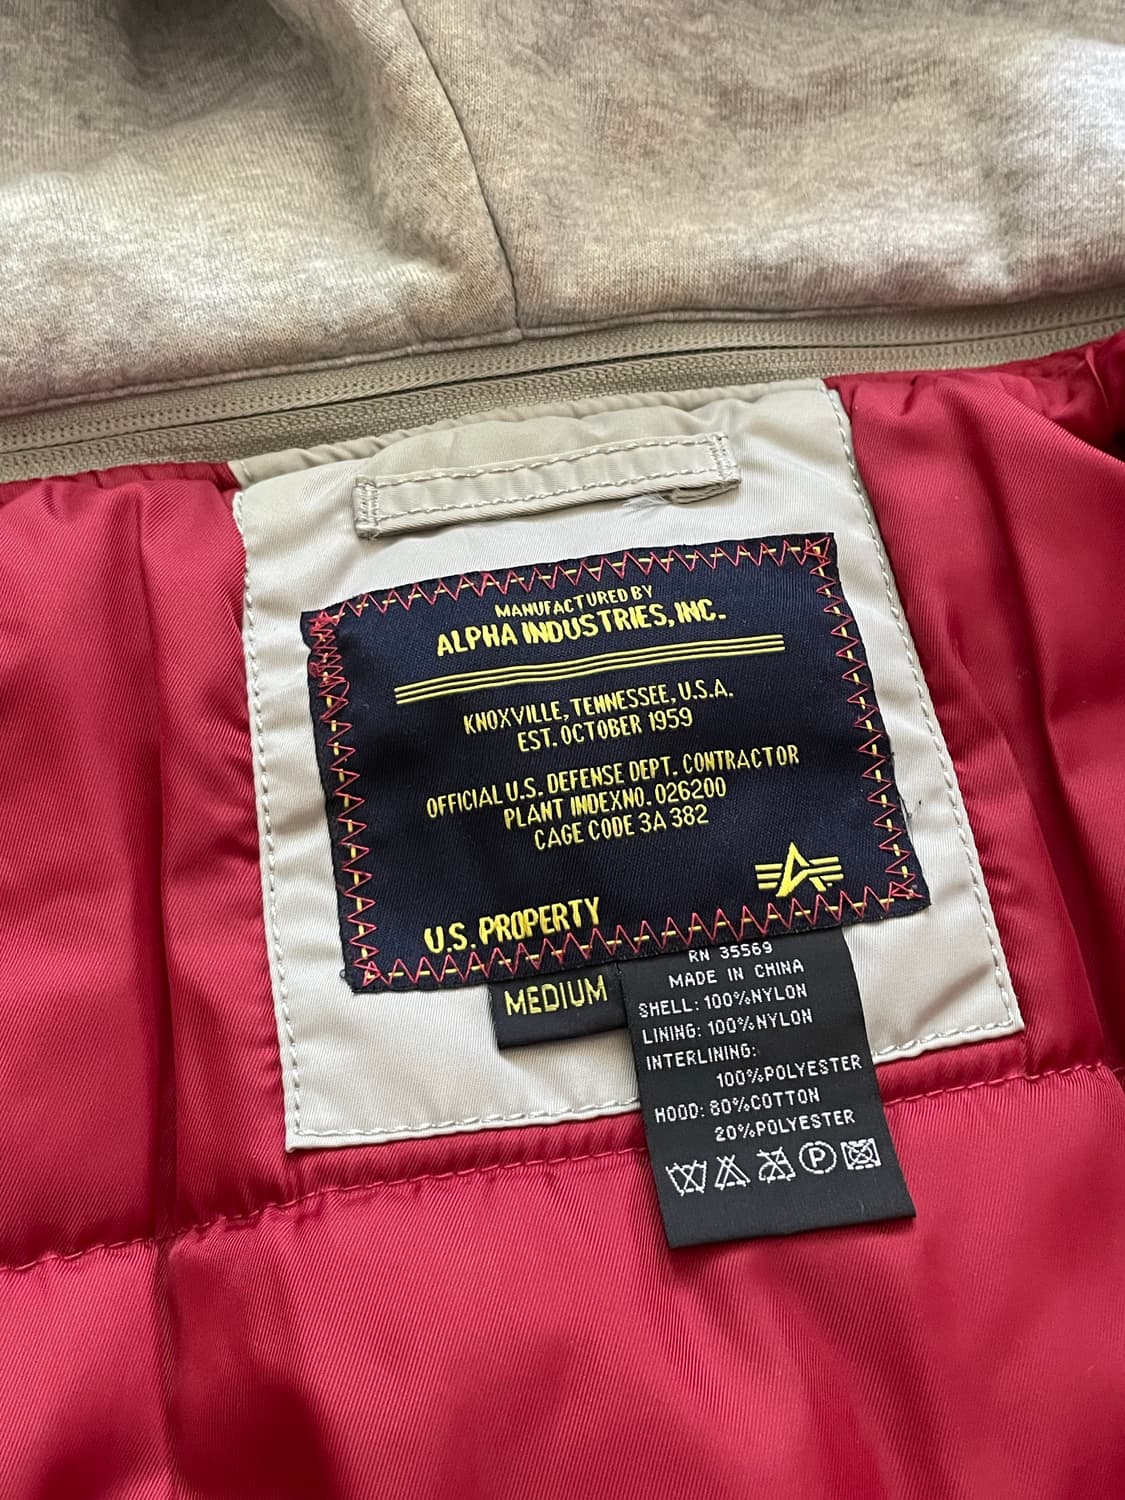 MANUFACTURED BY
ALPHA INDUSTRIES, INC.
KNOXVILLE, TENNESSEE, U.S.A.
EST. OCTOBER 1959
OFFICIAL U.S. DEFENSE DEPT. CONTRACTOR
PLANT INDEXNO. 026200
CAGE CODE 3A 382
U.S. PROPERTY
MEDIUM
RN 35569
MADE IN CHINA
SHELL: 100%NYLON
LINING: 100%NYLON
INTERLINING:
100%POLYESTER
HOOD: 80%COTTON
20%POLYESTER
P